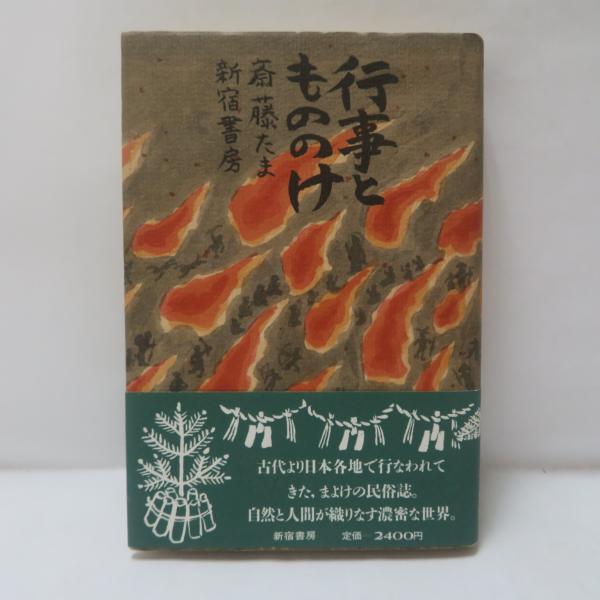 行事と
もののけ
斎藤たま
新宿書房
古代より日本各地で行なわれて
きた、まよけの民俗誌。
自然と人間が織りなす濃密な世界。
新宿書房 定価 2400円